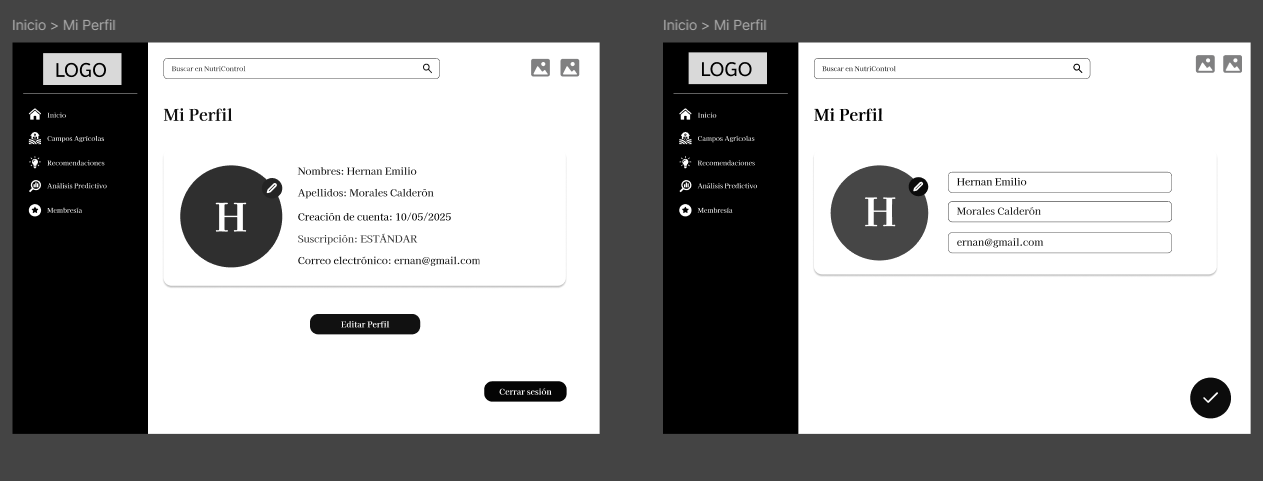 Inicio > Mi Perfil
LOGO
Buscar en NutriControl
Inicio
Campos Agrícolas
Recomendaciones
Análisis Predictivo
Membresía
Mi Perfil
H
Nombres: Hernan Emilio
Apellidos: Morales Calderón
Creación de cuenta: 10/05/2025
Suscripción: ESTÁNDAR
Correo electrónico: ernan@gmail.com
Editar Perfil
Cerrar sesión
Inicio > Mi Perfil
LOGO
Buscar en NutriControl
Inicio
Campos Agrícolas
Recomendaciones
Análisis Predictivo
Membresía
Mi Perfil
H
Hernan Emilio
Morales Calderón
ernan@gmail.com